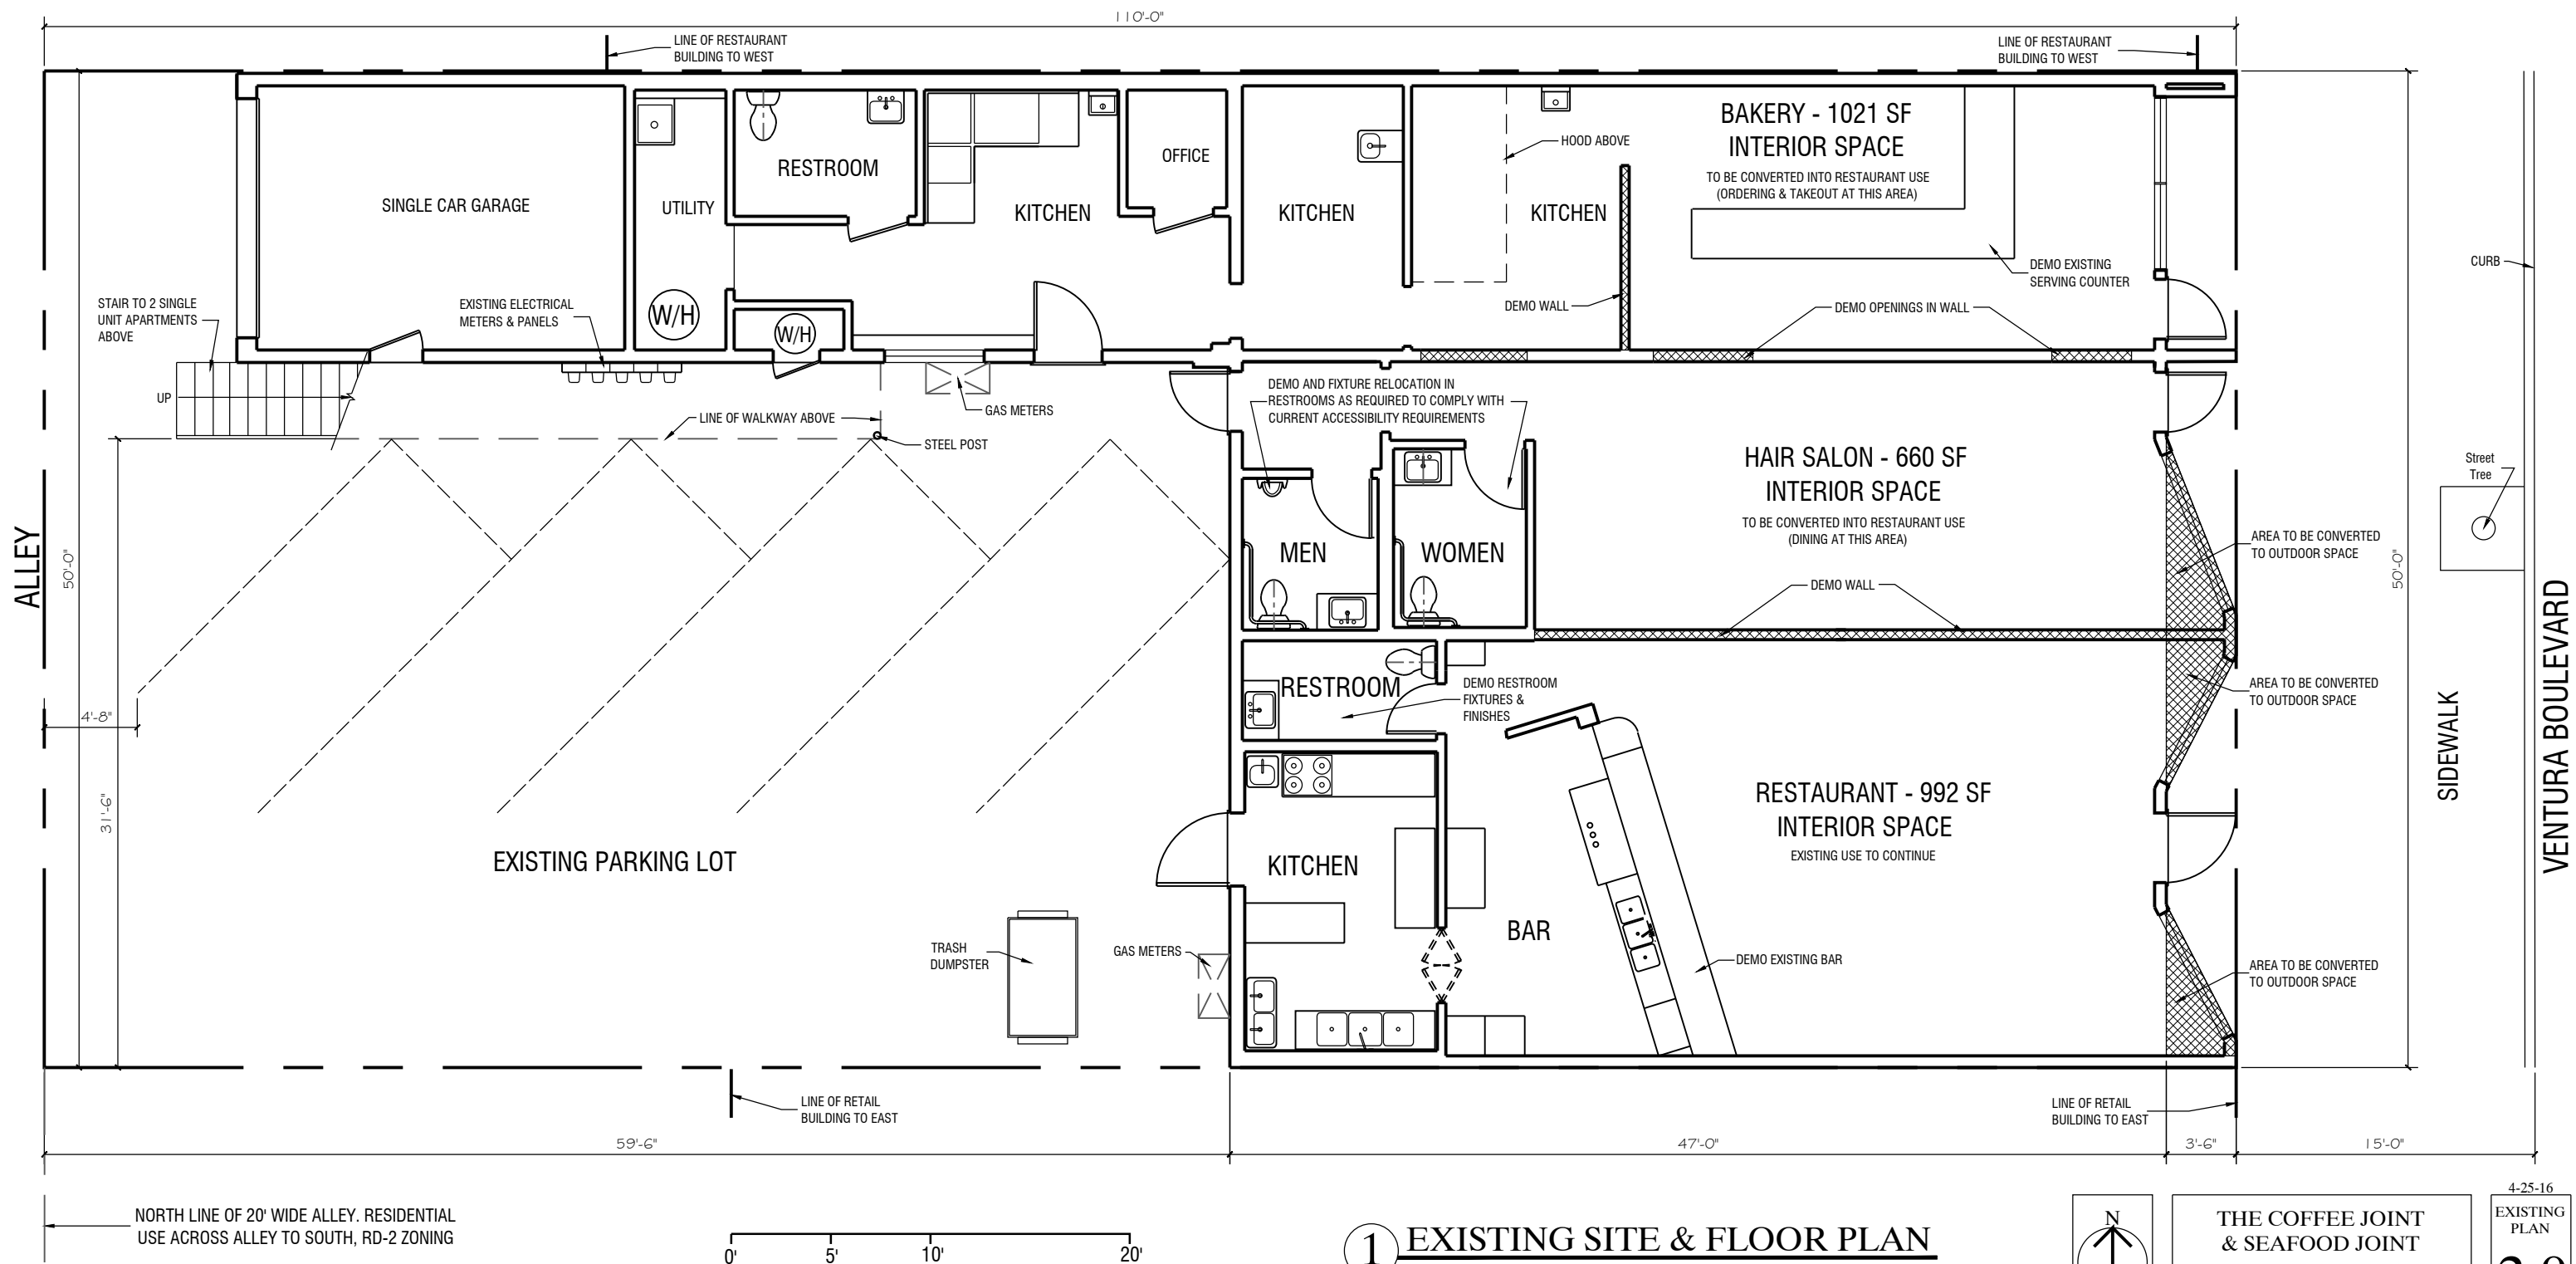 110'-0"
LINE OF RESTAURANT
BUILDING TO WEST
LINE OF RESTAURANT
BUILDING TO WEST
SINGLE CAR GARAGE
UTILITY
RESTROOM
KITCHEN
OFFICE
KITCHEN
HOOD ABOVE
KITCHEN
BAKERY - 1021 SF
INTERIOR SPACE
TO BE CONVERTED INTO RESTAURANT USE
(ORDERING & TAKEOUT AT THIS AREA)
DEMO EXISTING
SERVING COUNTER
CURB
STAIR TO 2 SINGLE
UNIT APARTMENTS
ABOVE
EXISTING ELECTRICAL
METERS & PANELS
W/H
W/H
DEMO WALL
DEMO OPENINGS IN WALL
UP
LINE OF WALKWAY ABOVE
GAS METERS
STEEL POST
DEMO AND FIXTURE RELOCATION IN
RESTROOMS AS REQUIRED TO COMPLY WITH
CURRENT ACCESSIBILITY REQUIREMENTS
HAIR SALON - 660 SF
INTERIOR SPACE
TO BE CONVERTED INTO RESTAURANT USE
(DINING AT THIS AREA)
Street
Tree
ALLEY
50'-0"
MEN
WOMEN
DEMO WALL
AREA TO BE CONVERTED
TO OUTDOOR SPACE
50'-0"
4'-8"
31'-6"
RESTROOM
DEMO RESTROOM
FIXTURES &
FINISHES
AREA TO BE CONVERTED
TO OUTDOOR SPACE
SIDEWALK
VENTURA BOULEVARD
EXISTING PARKING LOT
KITCHEN
RESTAURANT - 992 SF
INTERIOR SPACE
EXISTING USE TO CONTINUE
TRASH
DUMPSTER
GAS METERS
BAR
DEMO EXISTING BAR
AREA TO BE CONVERTED
TO OUTDOOR SPACE
LINE OF RETAIL
BUILDING TO EAST
LINE OF RETAIL
BUILDING TO EAST
59'-6"
47'-0"
3'-6"
15'-0"
NORTH LINE OF 20' WIDE ALLEY. RESIDENTIAL
USE ACROSS ALLEY TO SOUTH, RD-2 ZONING
0'
5'
10'
20'
1
EXISTING SITE & FLOOR PLAN
N
THE COFFEE JOINT
& SEAFOOD JOINT
4-25-16
EXISTING
PLAN